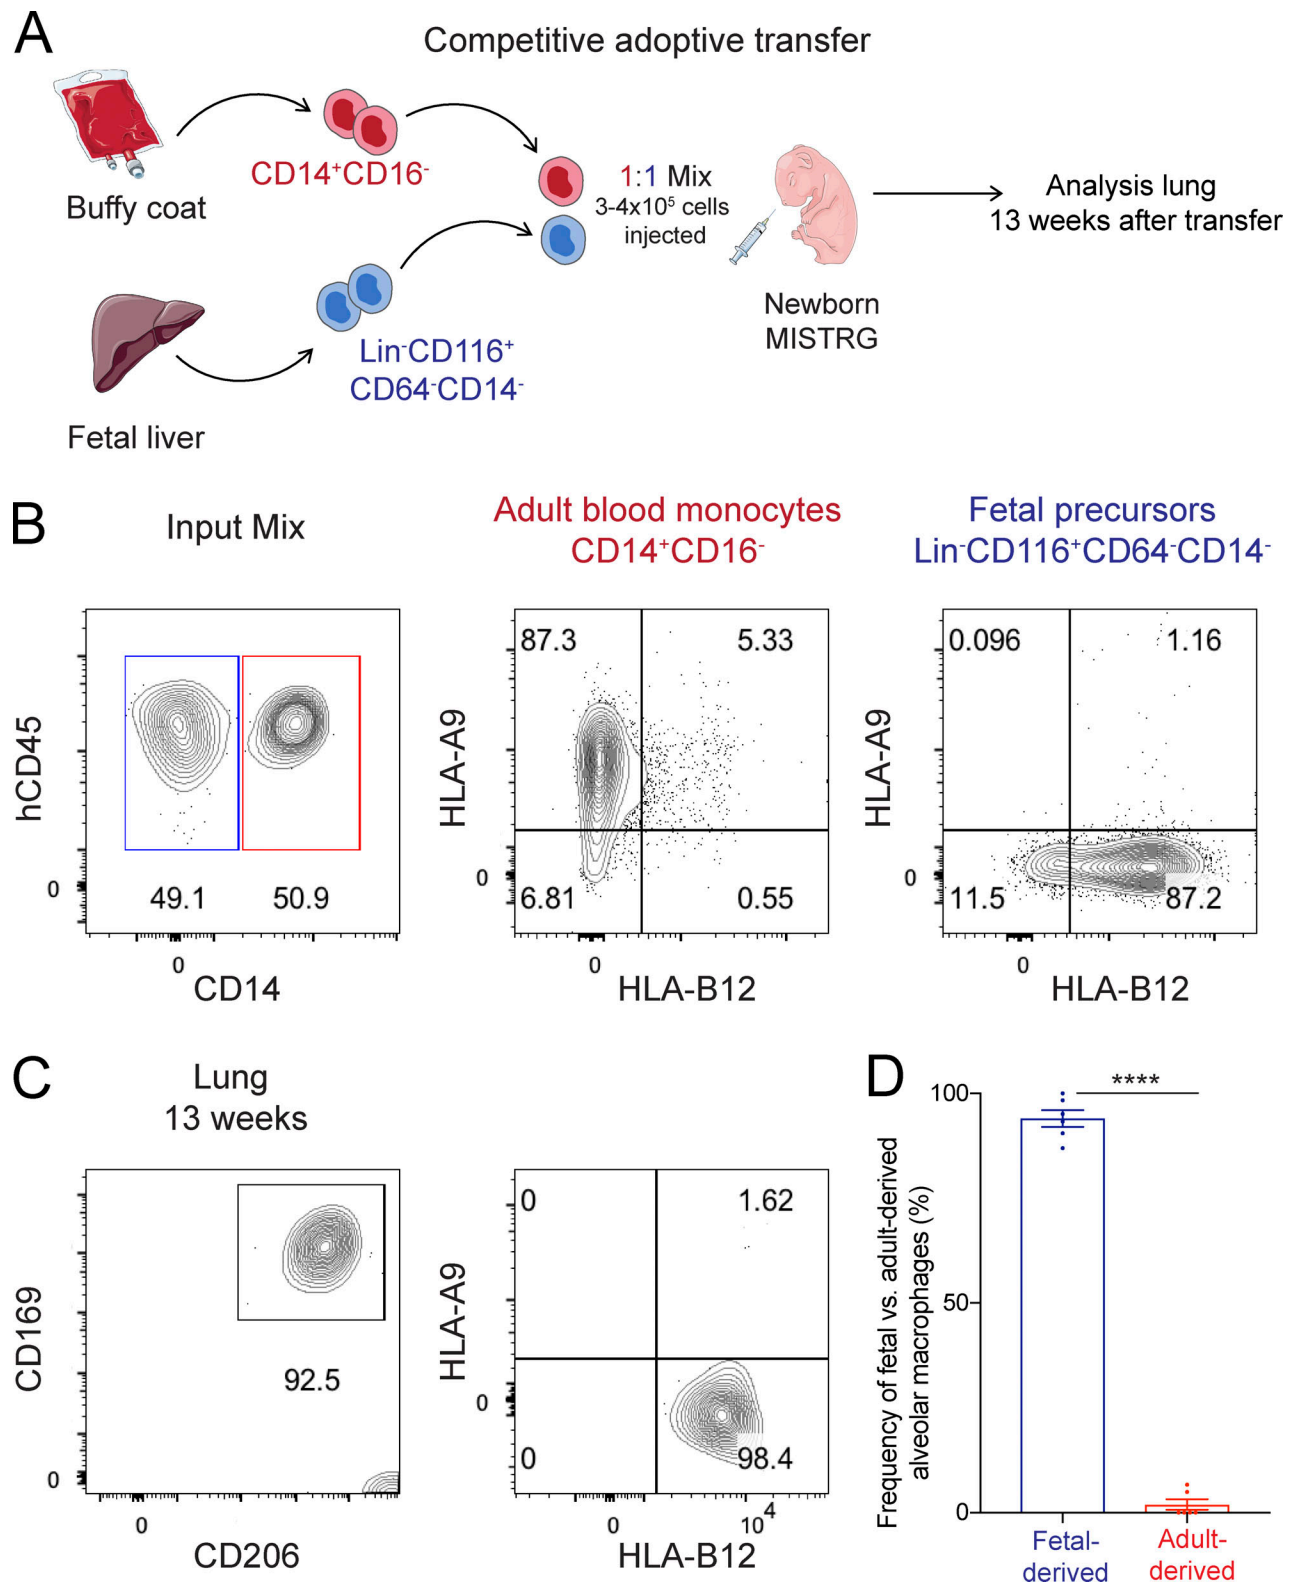 A
Competitive adoptive transfer
Buffy coat
CD14⁺CD16⁻
1:1 Mix
3-4x10⁵ cells
injected
Analysis lung
13 weeks after transfer
Newborn
MISTRG
Lin⁻CD116⁺
CD64⁻CD14⁻
Fetal liver
B
Input Mix
Adult blood monocytes
CD14⁺CD16⁻
Fetal precursors
Lin⁻CD116⁺CD64⁻CD14⁻
hCD45
0
49.1
50.9
0
CD14
HLA-A9
0
87.3
5.33
6.81
0.55
0
HLA-B12
HLA-A9
0
0.096
1.16
11.5
87.2
0
HLA-B12
C
Lung
13 weeks
CD169
0
92.5
0
CD206
HLA-A9
0
0
1.62
0
98.4
0
10⁴
HLA-B12
D
Frequency of fetal vs. adult-derived
alveolar macrophages (%)
100
50
0
****
Fetal-
derived
Adult-
derived